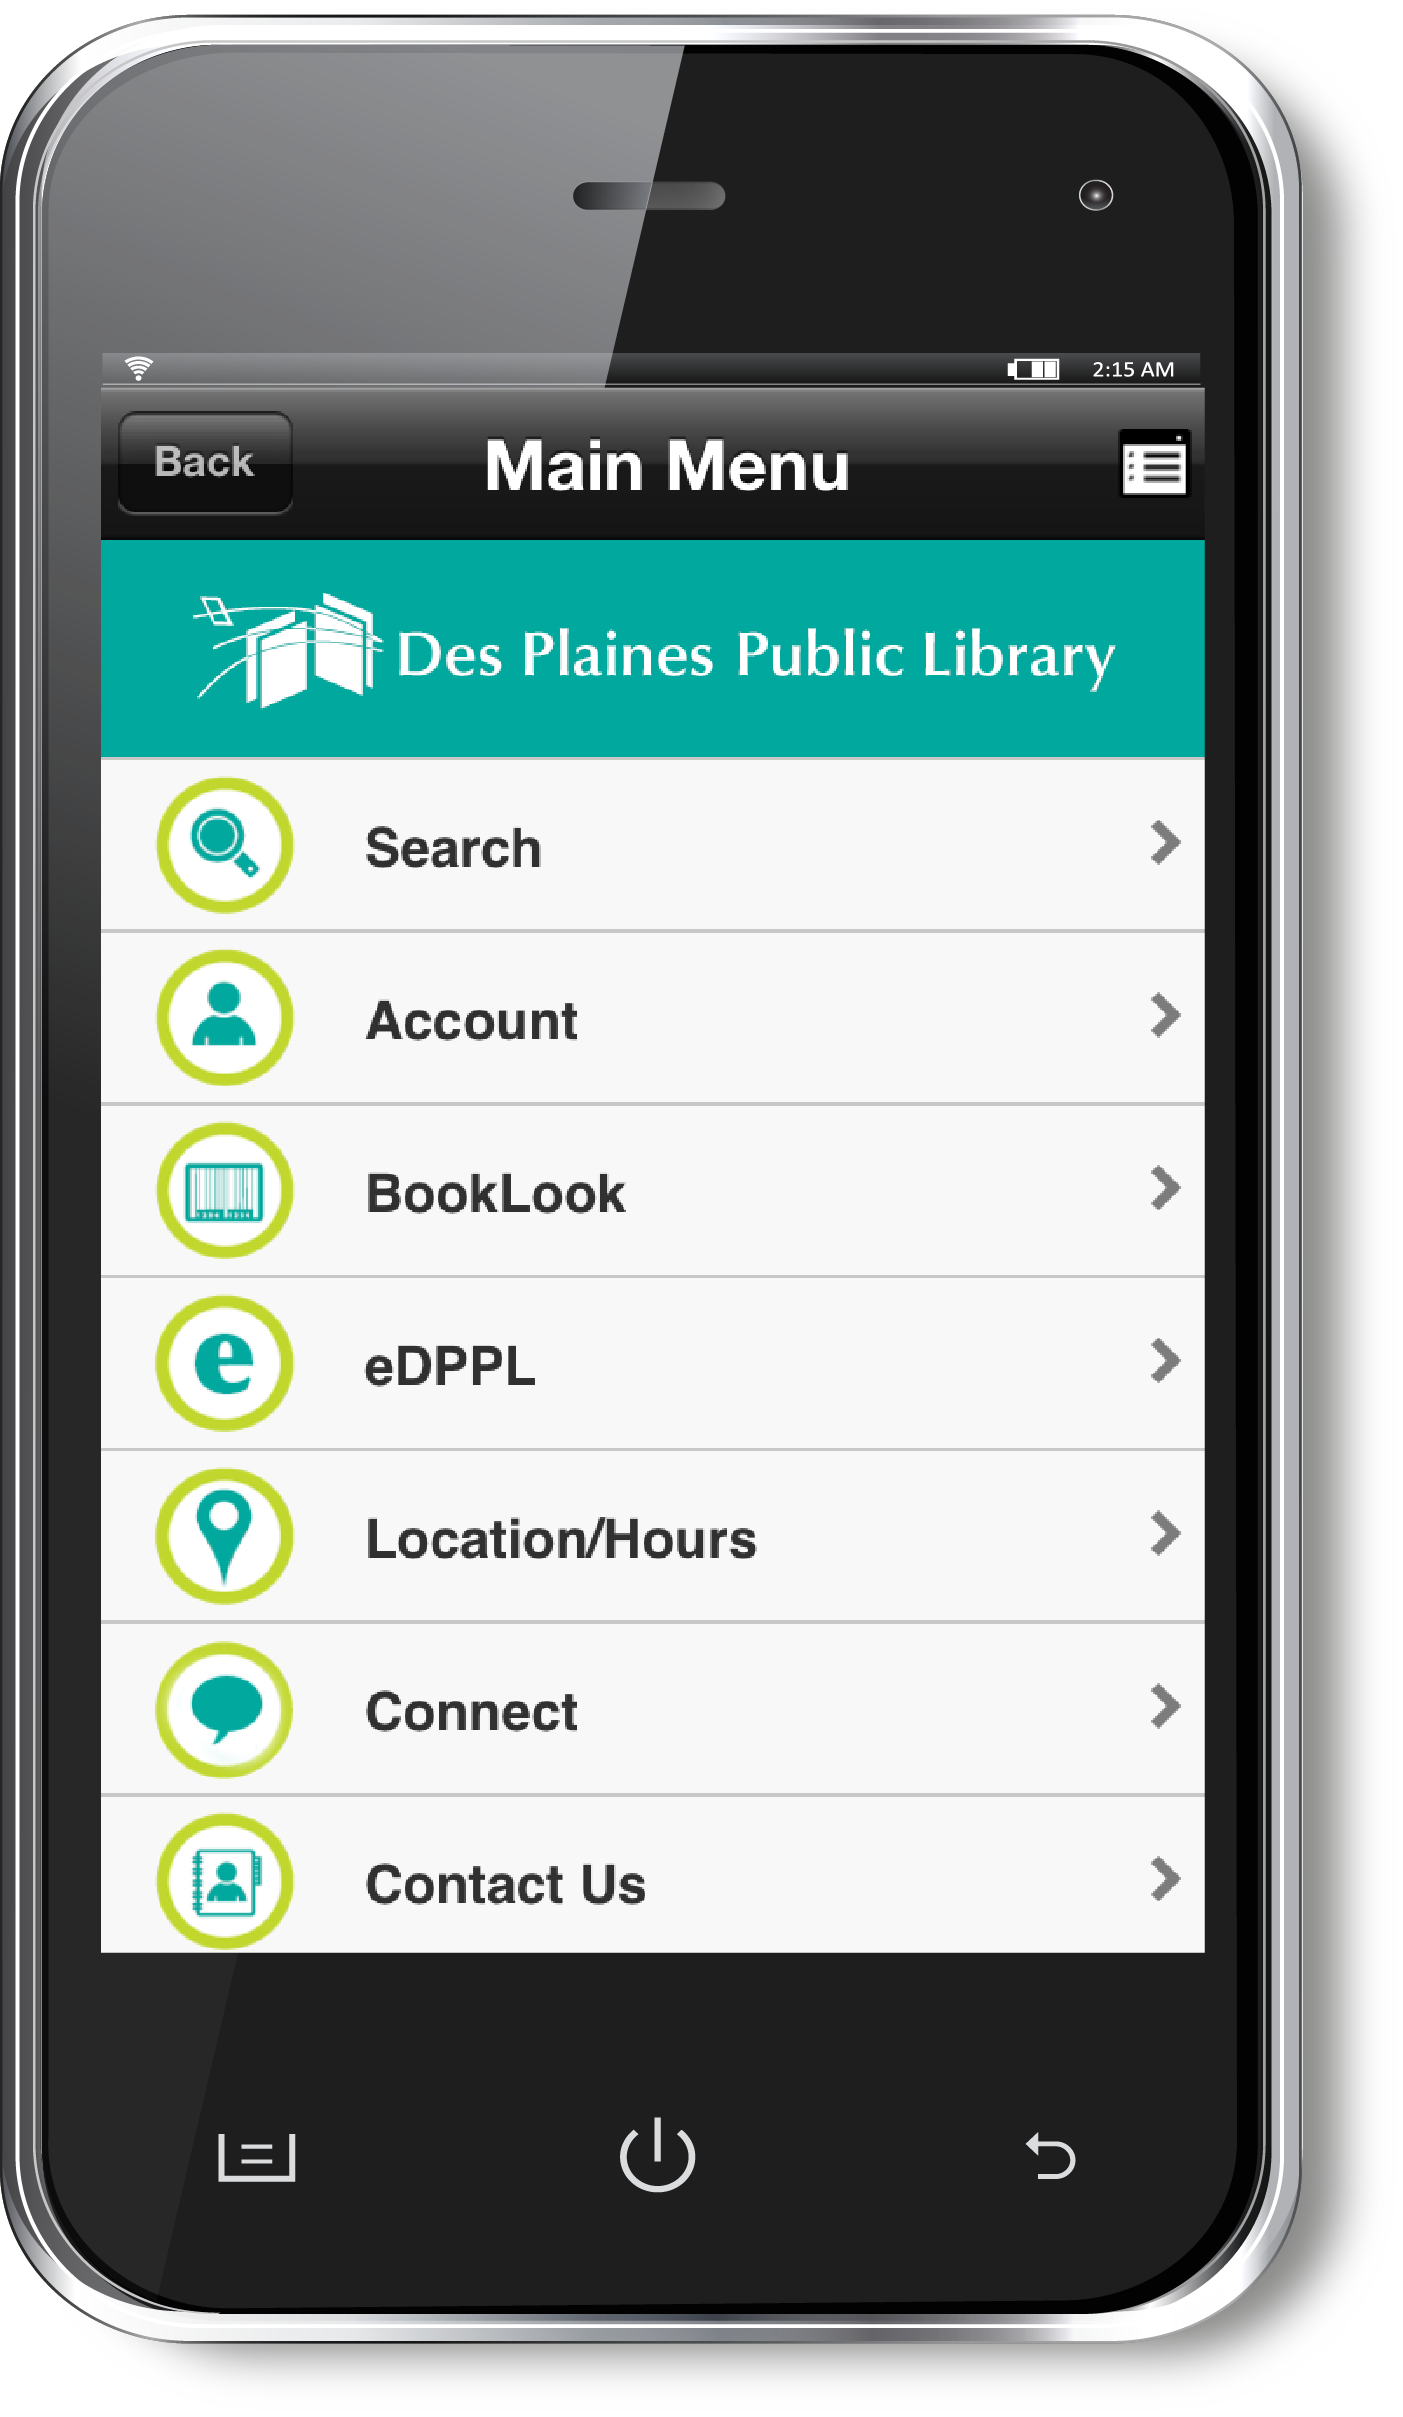 2:15 AM
Back
Main Menu
Des Plaines Public Library
Search
Account
BookLook
e
eDPPL
Location/Hours
Connect
Contact Us